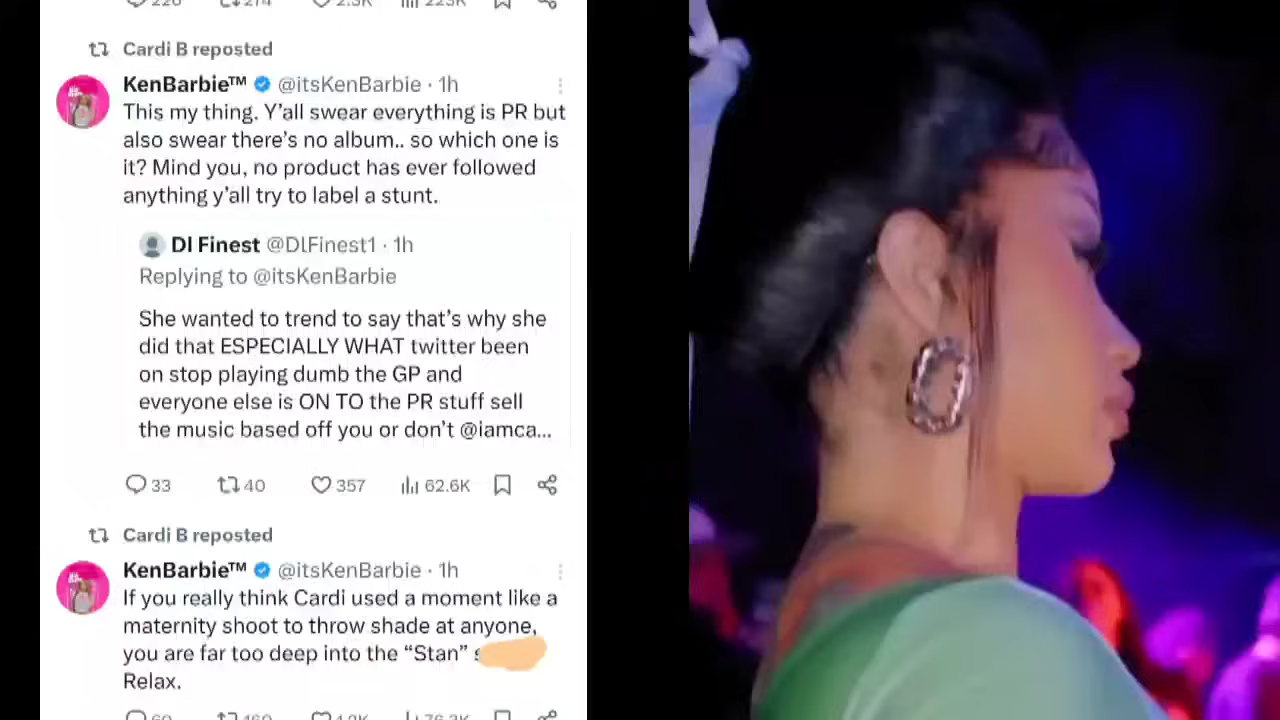 Cardi B reposted
KenBarbie™ @itsKenBarbie · 1h
This my thing. Y'all swear everything is PR but
also swear there's no album.. so which one is
it? Mind you, no product has ever followed
anything y'all try to label a stunt.
Dl Finest @DlFinest1 · 1h
Replying to @itsKenBarbie
She wanted to trend to say that's why she
did that ESPECIALLY WHAT twitter been
on stop playing dumb the GP and
everyone else is ON TO the PR stuff sell
the music based off you or don't @iamca...
33 40 357 62.6K
Cardi B reposted
KenBarbie™ @itsKenBarbie · 1h
If you really think Cardi used a moment like a
maternity shoot to throw shade at anyone,
you are far too deep into the “Stan”
Relax.